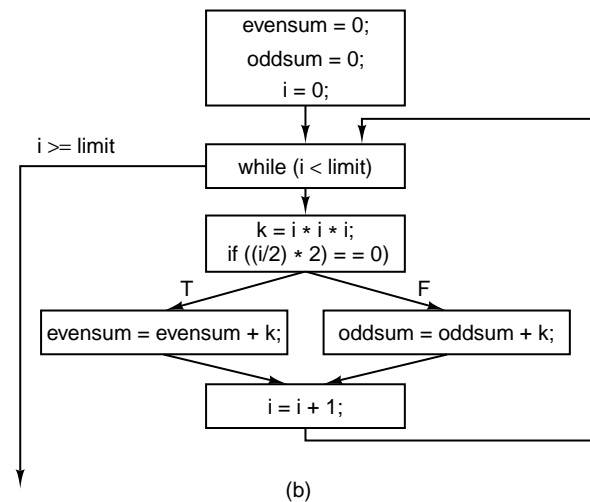 evensum = 0;
oddsum = 0;
i = 0;
i >= limit
while (i < limit)
k = i * i * i;
if ((i/2) * 2) = = 0)
T
F
evensum = evensum + k;
oddsum = oddsum + k;
i = i + 1;
(b)